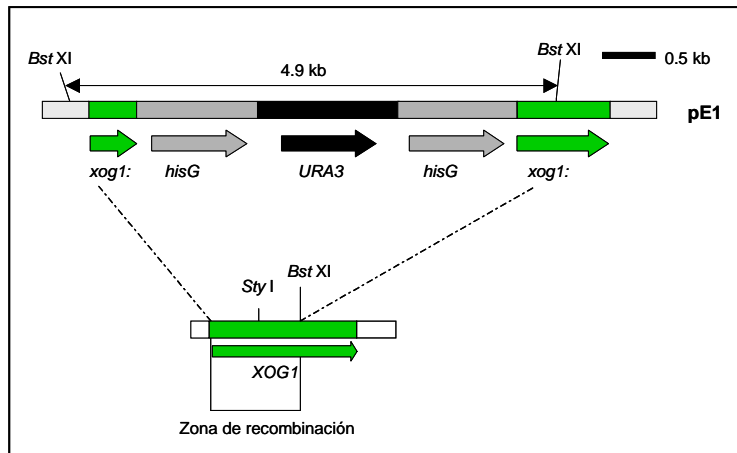 Bst XI
Bst XI
0.5 kb
4.9 kb
pE1
xog1:
hisG
URA3
hisG
xog1:
Bst XI
Sty I
XOG1
Zona de recombinación